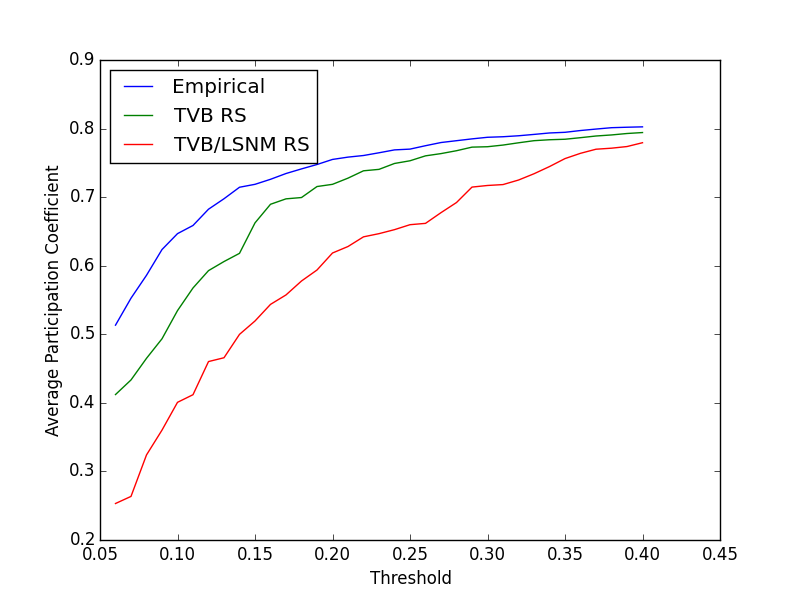 0.9
0.8
0.7
0.6
0.5
0.4
0.3
0.2
Average Participation Coefficient
Empirical
TVB RS
TVB/LSNM RS
0.05 0.10 0.15 0.20 0.25 0.30 0.35 0.40 0.45
Threshold